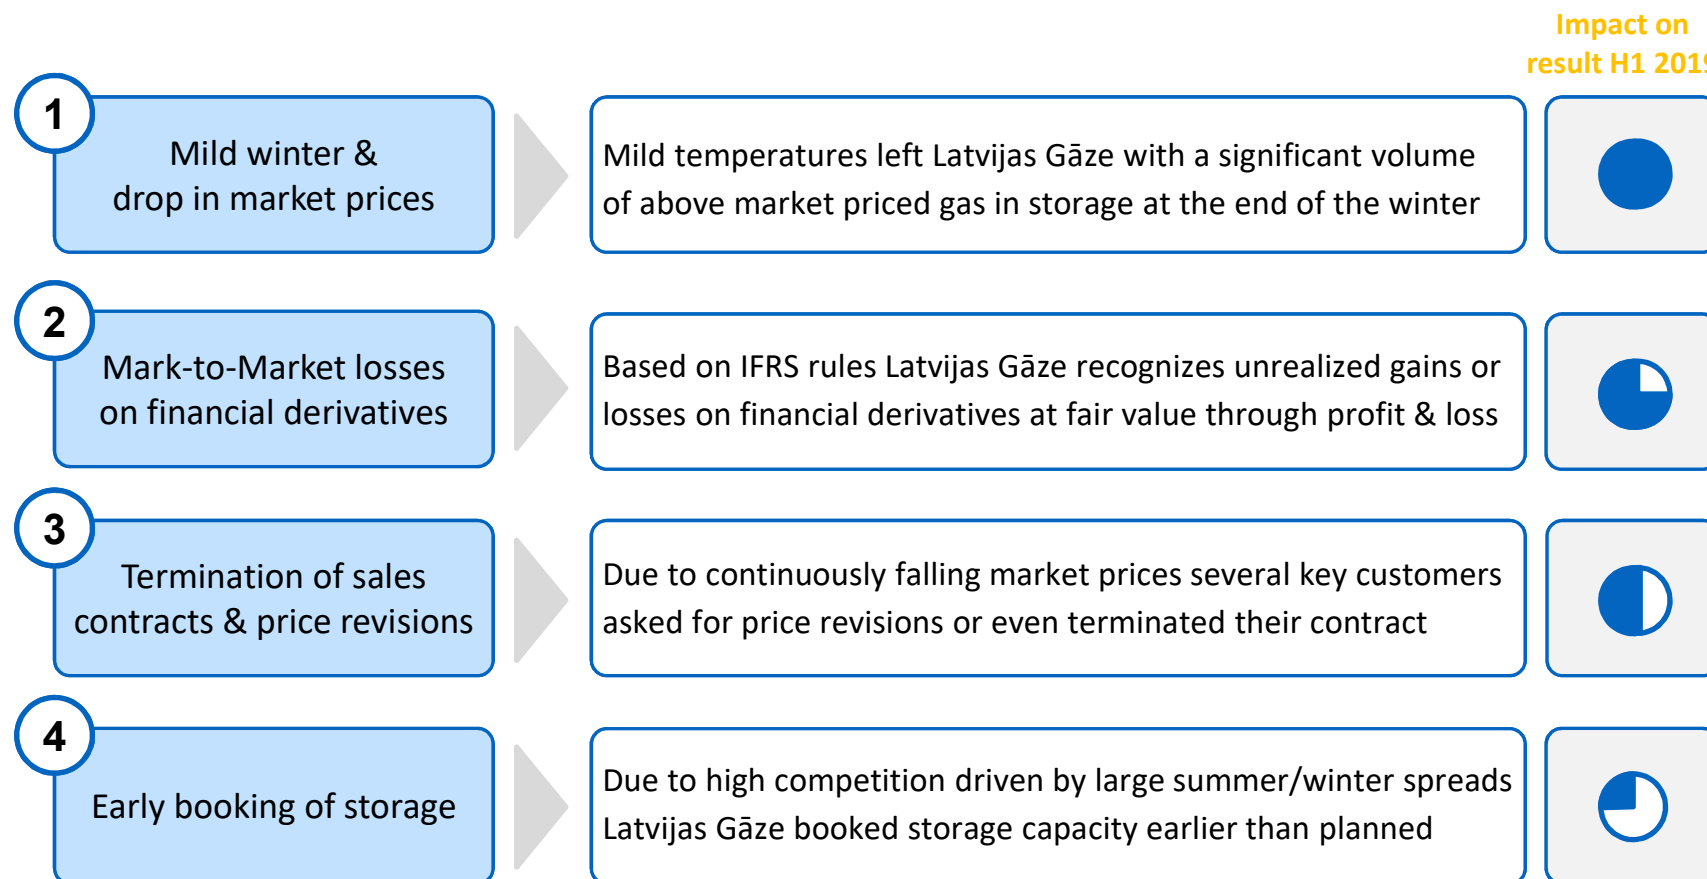 Impact on
result H1 2019
1
Mild winter &
drop in market prices
Mild temperatures left Latvijas Gāze with a significant volume
of above market priced gas in storage at the end of the winter
2
Mark-to-Market losses
on financial derivatives
Based on IFRS rules Latvijas Gāze recognizes unrealized gains or
losses on financial derivatives at fair value through profit & loss
3
Termination of sales
contracts & price revisions
Due to continuously falling market prices several key customers
asked for price revisions or even terminated their contract
4
Early booking of storage
Due to high competition driven by large summer/winter spreads
Latvijas Gāze booked storage capacity earlier than planned